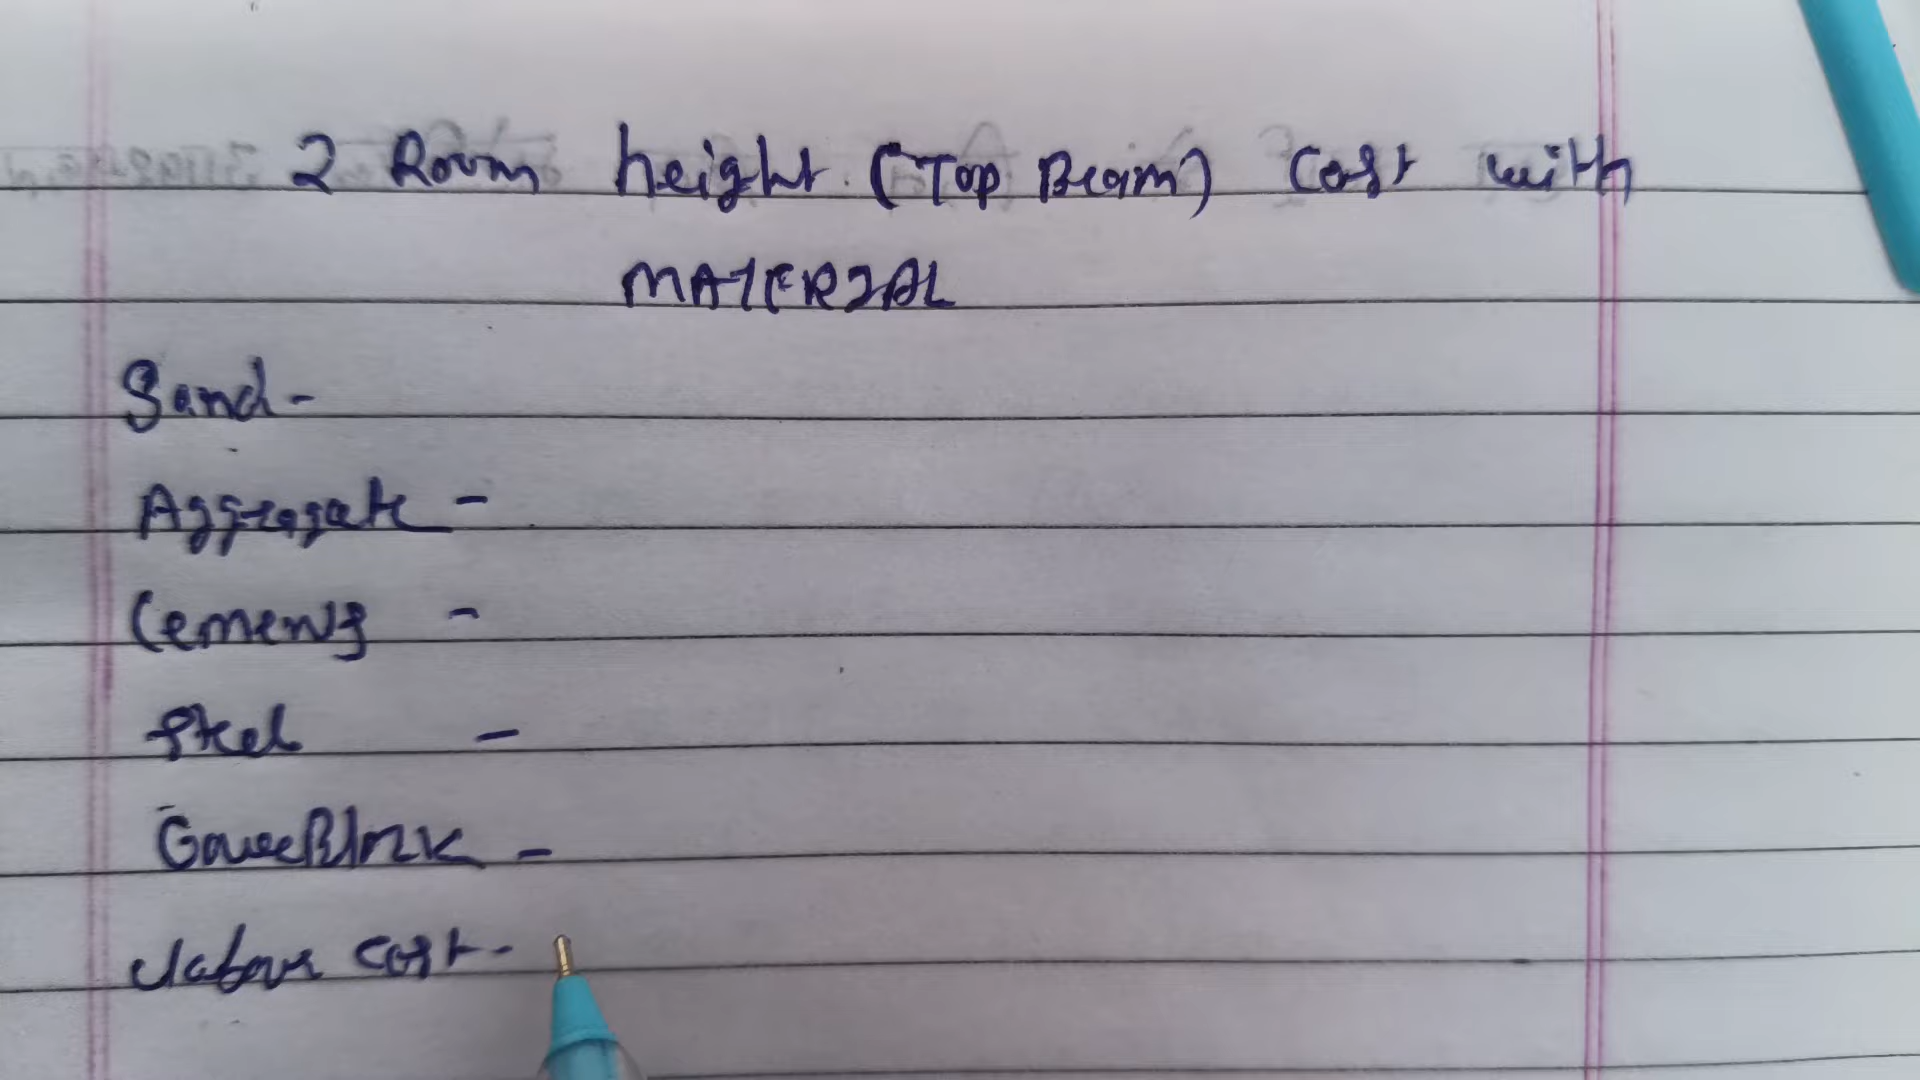 2 Room height (Top Beam) Cost with
MATERIAL
Sand -
Aggregate -
Cement -
Steel -
Labour cost -